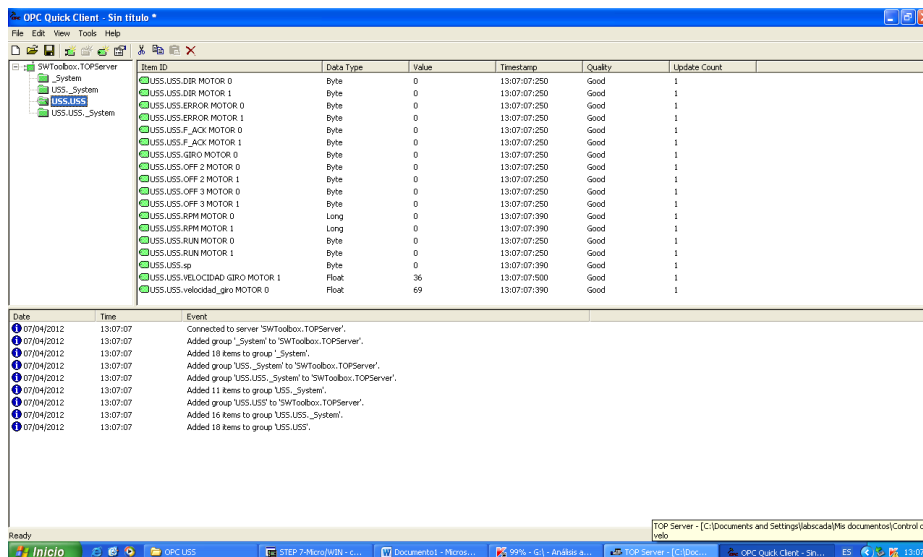 OPC Quick Client - Sin título *
File Edit View Tools Help
SWToolbox.TOPServer
_System
USS._System
USS.USS
USS.USS._System
Item ID Data Type Value Timestamp Quality Update Count
USS.USS.DIR MOTOR 0 Byte 0 13:07:07:250 Good 1
USS.USS.DIR MOTOR 1 Byte 0 13:07:07:250 Good 1
USS.USS.ERROR MOTOR 0 Byte 0 13:07:07:250 Good 1
USS.USS.ERROR MOTOR 1 Byte 0 13:07:07:250 Good 1
USS.USS.F_ACK MOTOR 0 Byte 0 13:07:07:250 Good 1
USS.USS.F_ACK MOTOR 1 Byte 0 13:07:07:250 Good 1
USS.USS.GIRO MOTOR 0 Byte 0 13:07:07:250 Good 1
USS.USS.OFF 2 MOTOR 0 Byte 0 13:07:07:250 Good 1
USS.USS.OFF 2 MOTOR 1 Byte 0 13:07:07:250 Good 1
USS.USS.OFF 3 MOTOR 0 Byte 0 13:07:07:250 Good 1
USS.USS.OFF 3 MOTOR 1 Byte 0 13:07:07:250 Good 1
USS.USS.RPM MOTOR 0 Long 0 13:07:07:390 Good 1
USS.USS.RPM MOTOR 1 Long 0 13:07:07:390 Good 1
USS.USS.RUN MOTOR 0 Byte 0 13:07:07:250 Good 1
USS.USS.RUN MOTOR 1 Byte 0 13:07:07:250 Good 1
USS.USS.sp Byte 0 13:07:07:390 Good 1
USS.USS.VELOCIDAD GIRO MOTOR 1 Float 36 13:07:07:500 Good 1
USS.USS.velocidad_giro MOTOR 0 Float 69 13:07:07:390 Good 1
Date Time Event
07/04/2012 13:07:07 Connected to server 'SWToolbox.TOPServer'.
07/04/2012 13:07:07 Added group '_System' to 'SWToolbox.TOPServer'.
07/04/2012 13:07:07 Added 18 items to group '_System'.
07/04/2012 13:07:07 Added group 'USS._System' to 'SWToolbox.TOPServer'.
07/04/2012 13:07:07 Added group 'USS.USS._System' to 'SWToolbox.TOPServer'.
07/04/2012 13:07:07 Added 11 items to group 'USS._System'.
07/04/2012 13:07:07 Added group 'USS.USS' to 'SWToolbox.TOPServer'.
07/04/2012 13:07:07 Added 16 items to group 'USS.USS._System'.
07/04/2012 13:07:07 Added 18 items to group 'USS.USS'.
TOP Server - [C:\Documents and Settings\labscada\Mis documentos\Control d
velo
Ready
Inicio OPC USS STEP 7-Micro/WIN - c... Documento1 - Micros... 99% - G:\ - Análisis a... TOP Server - [C:\Doc... OPC Quick Client - Sin... ES